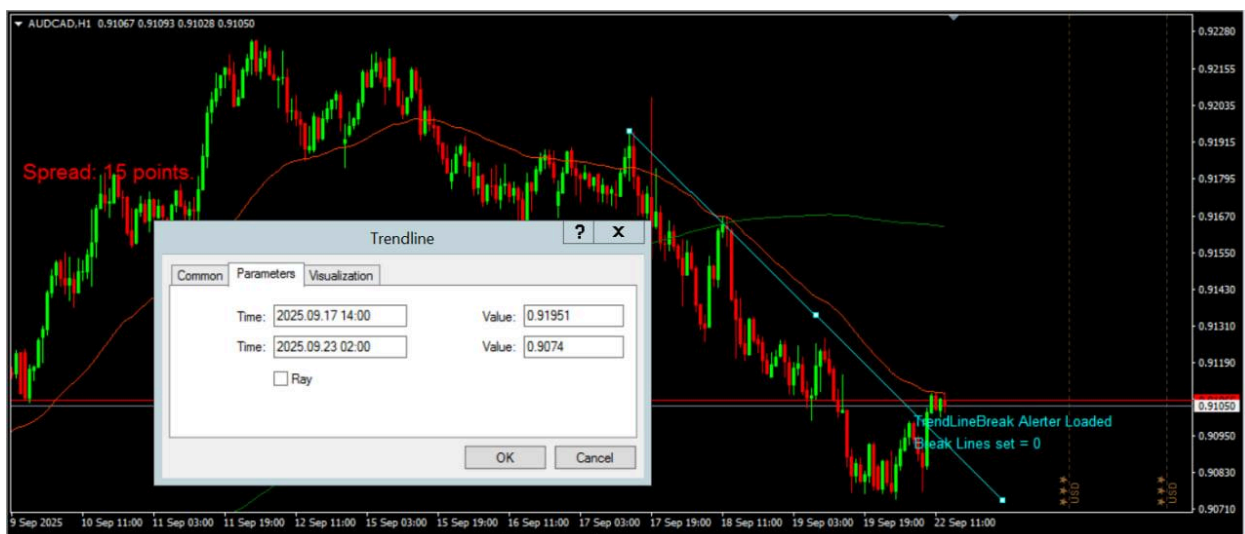 AUDCAD,H1 0.91067 0.91093 0.91028 0.91050
0.92280
0.92155
0.92035
0.91915
Spread: 15 points.
0.91795
0.91670
Trendline
? X
0.91550
Common Parameters Visualization
0.91430
Time: 2025.09.17 14:00 Value: 0.91951
0.91310
Time: 2025.09.23 02:00 Value: 0.9074
0.91190
Ray
0.91050
TrendLineBreak Alerter Loaded
0.90950
Break Lines set = 0
OK Cancel
0.90830
USD USD
0.90710
9 Sep 2025 10 Sep 11:00 11 Sep 03:00 11 Sep 19:00 12 Sep 11:00 15 Sep 03:00 15 Sep 19:00 16 Sep 11:00 17 Sep 03:00 17 Sep 19:00 18 Sep 11:00 19 Sep 03:00 19 Sep 19:00 22 Sep 11:00